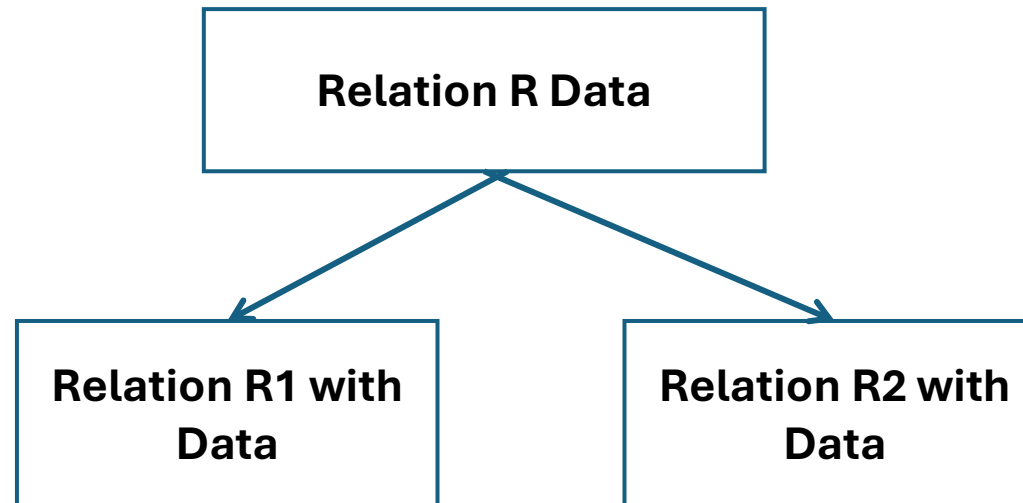 Relation R Data
Relation R1 with
Data
Relation R2 with
Data